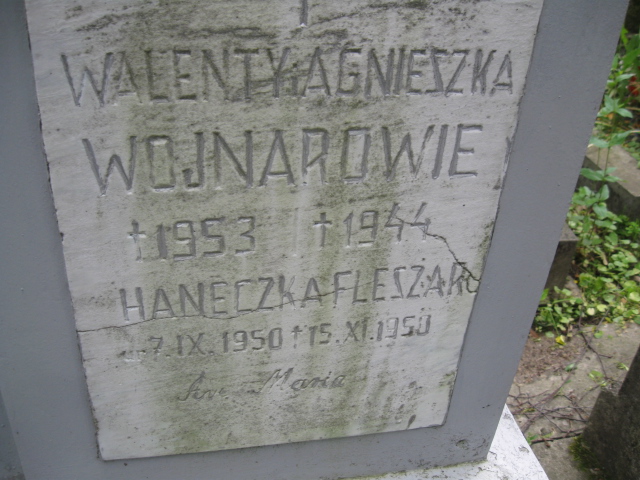 WALENTY i AGNIESZKA
WOJNAROWIE
†1953 †1944
HANECZKA FLESZAR
7.IX.1950 †15.XI.1950
Ave Maria